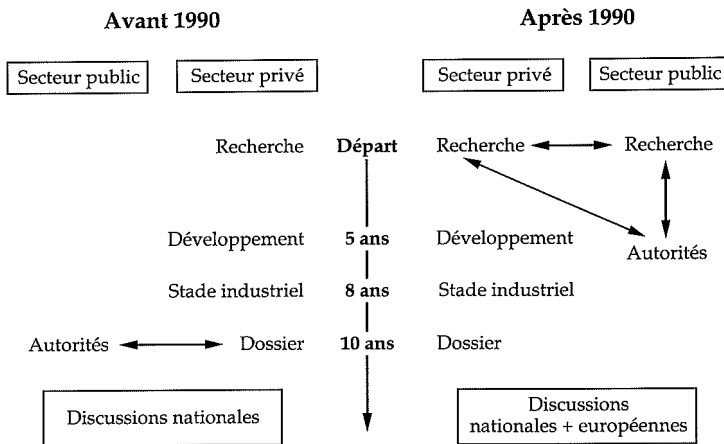 Avant 1990
Après 1990
Secteur public
Secteur privé
Secteur privé
Secteur public
Recherche
Départ
Recherche
Recherche
Développement
5 ans
Développement
Autorités
Stade industriel
8 ans
Stade industriel
Autorités
Dossier
10 ans
Dossier
Discussions nationales
Discussions
nationales + européennes